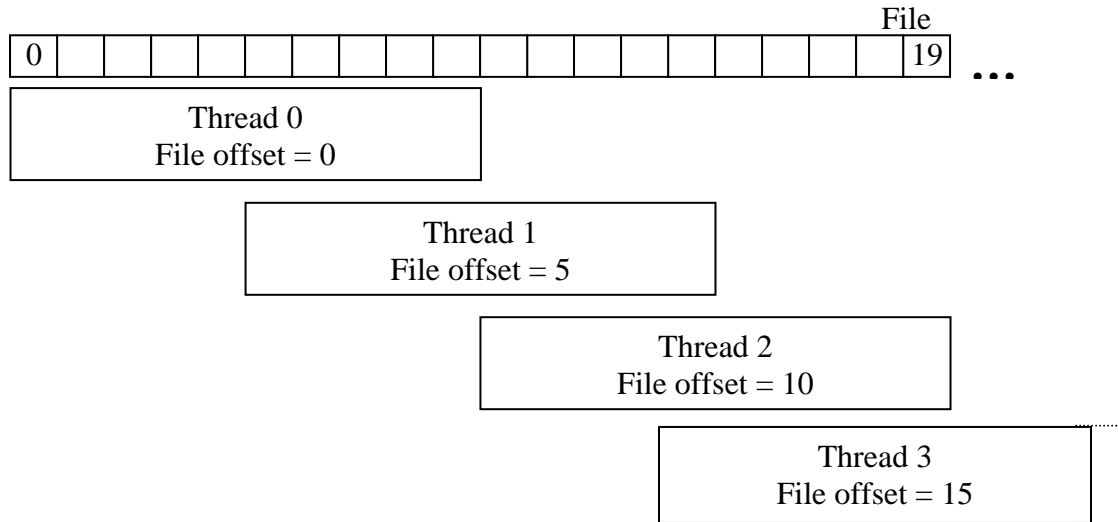 File
0 19 ...
Thread 0
File offset = 0
Thread 1
File offset = 5
Thread 2
File offset = 10
Thread 3
File offset = 15